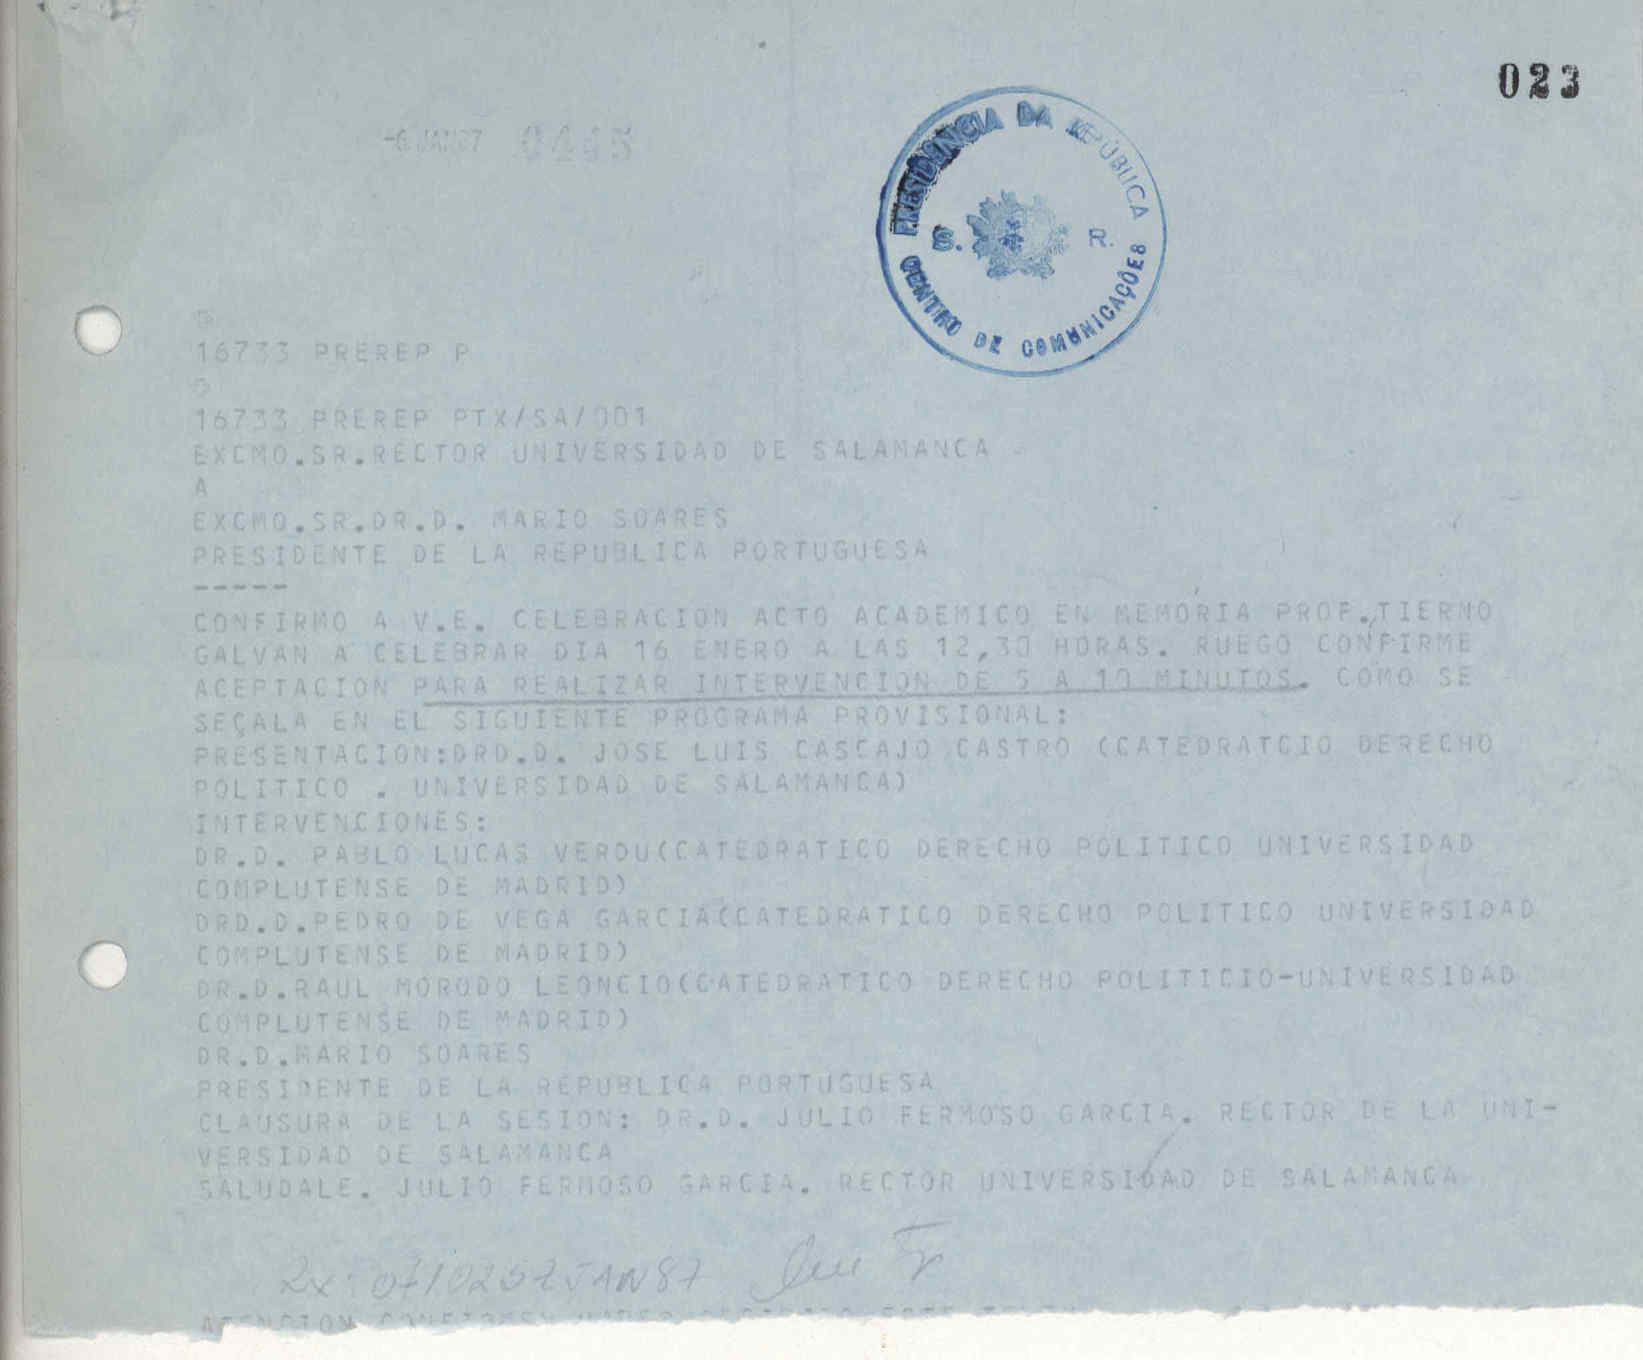 023
JAN87
PRESIDÊNCIA DA REPÚBLICA
S. R.
CENTRO DE COMUNICAÇÕES
16733 PREREP P
16733 PREREP PTX/SA/001
EXCMO.SR.RECTOR UNIVERSIDAD DE SALAMANCA
A
EXCMO.SR.DR.D. MARIO SOARES
PRESIDENTE DE LA REPUBLICA PORTUGUESA
-----
CONFIRMO A V.E. CELEBRACION ACTO ACADEMICO EN MEMORIA PROF.TIERNO
GALVAN A CELEBRAR DIA 16 ENERO A LAS 12,30 HORAS. RUEGO CONFIRME
ACEPTACION PARA REALIZAR INTERVENCION DE 5 A 10 MINUTOS. COMO SE
SEÇALA EN EL SIGUIENTE PROGRAMA PROVISIONAL:
PRESENTACION:DRD.D. JOSE LUIS CASCAJO CASTRO (CATEDRATCIO DERECHO
POLITICO . UNIVERSIDAD DE SALAMANCA)
INTERVENCIONES:
DR.D. PABLO LUCAS VERDU(CATEDRATICO DERECHO POLITICO UNIVERSIDAD
COMPLUTENSE DE MADRID)
DRD.D.PEDRO DE VEGA GARCIA(CATEDRATICO DERECHO POLITICO UNIVERSIDAD
COMPLUTENSE DE MADRID)
DR.D.RAUL MORODO LEONCIO(CATEDRATICO DERECHO POLITICIO-UNIVERSIDAD
COMPLUTENSE DE MADRID)
DR.D.MARIO SOARES
PRESIDENTE DE LA REPUBLICA PORTUGUESA
CLAUSURA DE LA SESION: DR.D. JULIO FERMOSO GARCIA. RECTOR DE LA UNI-
VERSIDAD DE SALAMANCA
SALUDALE. JULIO FERMOSO GARCIA. RECTOR UNIVERSIDAD DE SALAMANCA
2x: 071025Z JAN 87
ATENCION